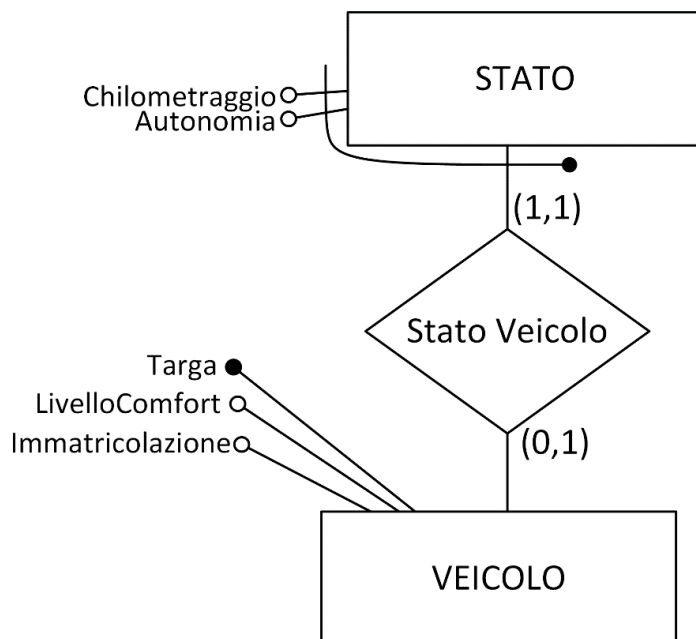 STATO
Chilometraggio
Autonomia
(1,1)
Stato Veicolo
Targa
LivelloComfort
Immatricolazione
(0,1)
VEICOLO